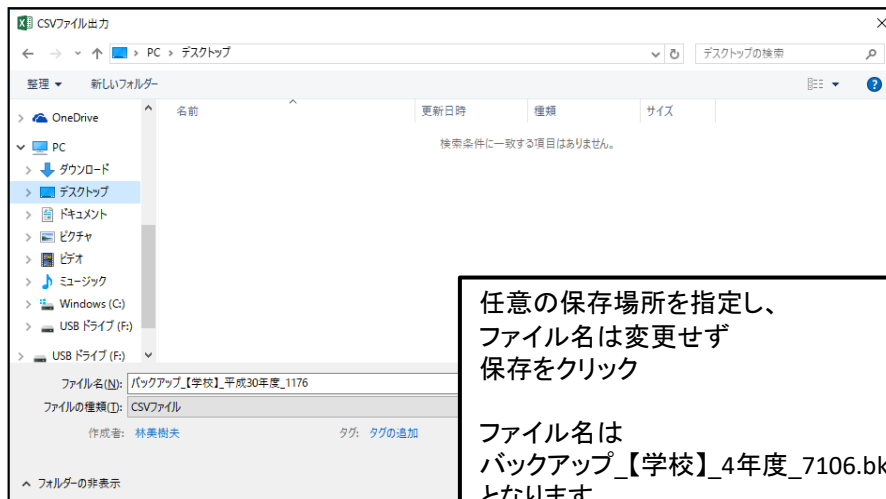 CSVファイル出力
PC › デスクトップ
デスクトップの検索
整理 新しいフォルダー
OneDrive
PC
ダウンロード
デスクトップ
ドキュメント
ピクチャ
ビデオ
ミュージック
Windows (C:)
USB ドライブ (F:)
USB ドライブ (F:)
名前 更新日時 種類 サイズ
検索条件に一致する項目はありません。
ファイル名(N): バックアップ_【学校】_平成30年度_1176
ファイルの種類(T): CSVファイル
作成者: 林美樹夫 タグ: タグの追加
フォルダーの非表示
任意の保存場所を指定し、
ファイル名は変更せず
保存をクリック
ファイル名は
バックアップ_【学校】_4年度_7106.bk
となります